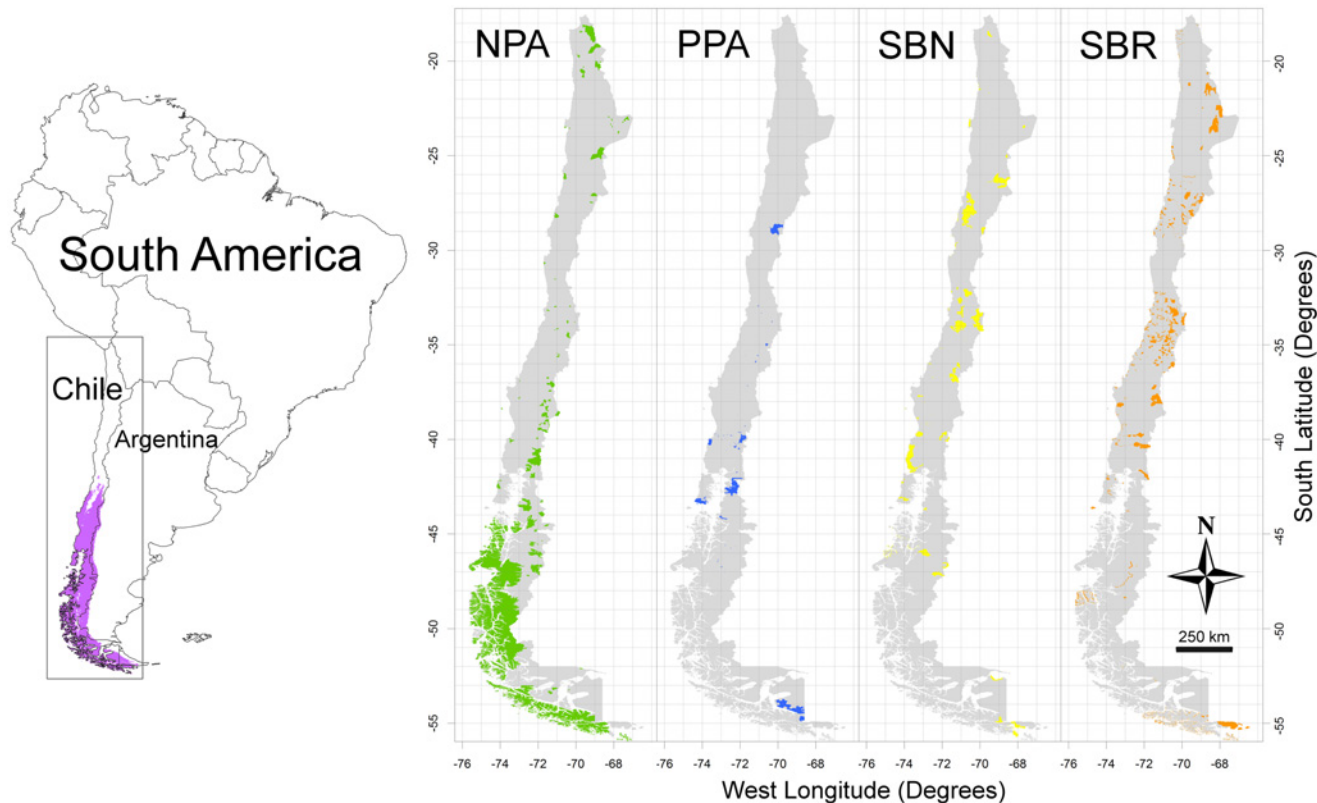 South America
Chile
Argentina
NPA
PPA
SBN
SBR
-20
-25
-30
-35
-40
-45
-50
-55
-20
-25
-30
-35
-40
-45
-50
-55
South Latitude (Degrees)
N
250 km
-76 -74 -72 -70 -68
-76 -74 -72 -70 -68
-76 -74 -72 -70 -68
-76 -74 -72 -70 -68
West Longitude (Degrees)